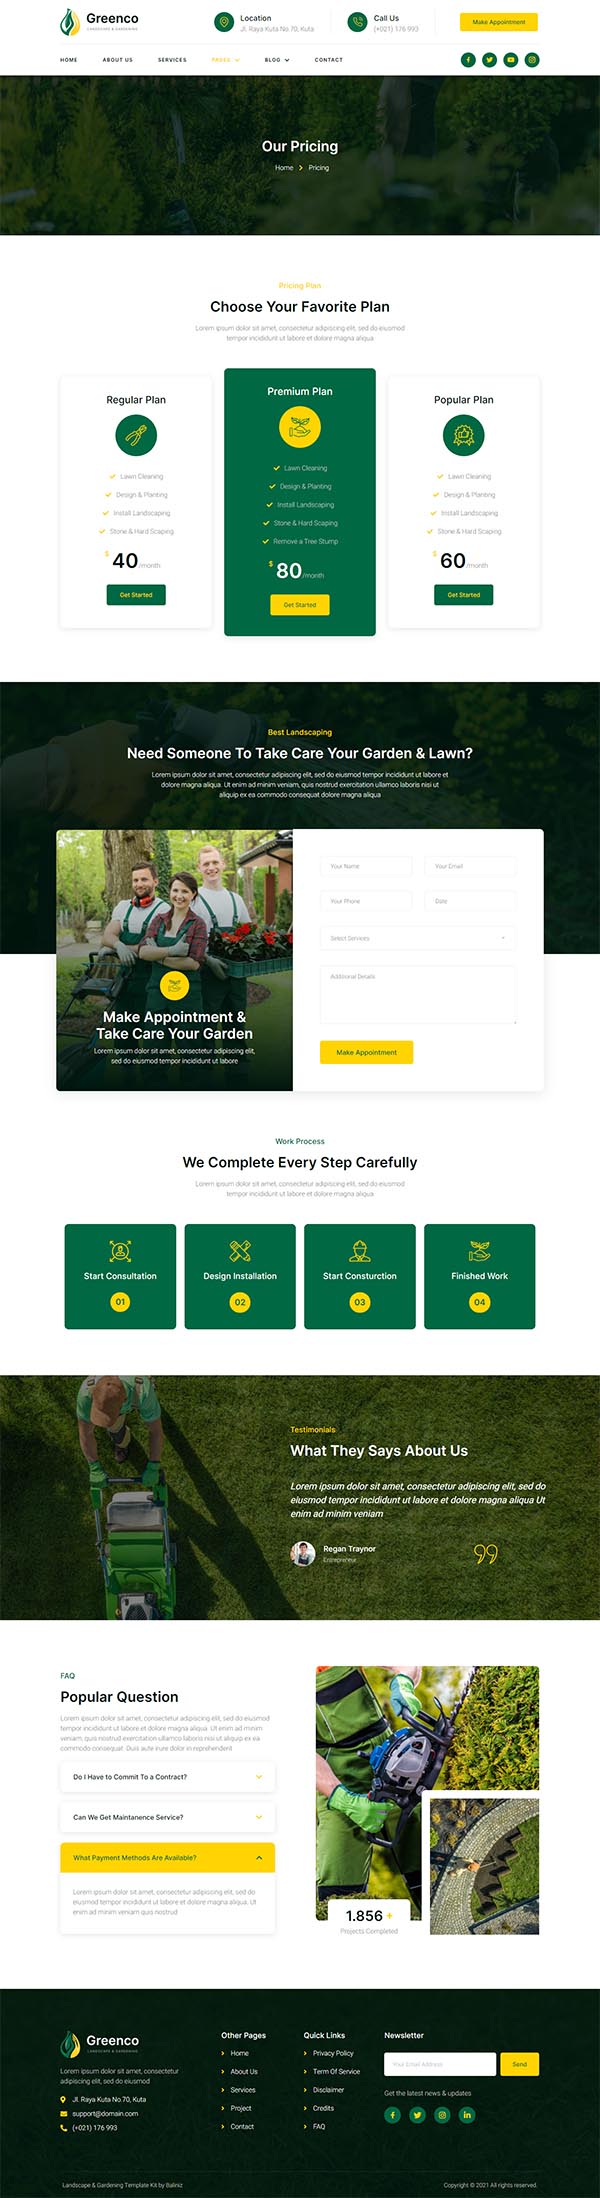 Greenco
LANDSCAPE & GARDENING
Location
Jl. Raya Kuta No.70, Kuta
Call Us
(+021) 176 993
Make Appointment
HOME
ABOUT US
SERVICES
PAGES
BLOG
CONTACT
Our Pricing
Home
Pricing
Pricing Plan
Choose Your Favorite Plan
Lorem ipsum dolor sit amet, consectetur adipiscing elit, sed do eiusmod
tempor incididunt ut labore et dolore magna aliqua
Regular Plan
Lawn Cleaning
Design & Planting
Install Landscaping
Stone & Hard Scaping
$ 40 /month
Get Started
Premium Plan
Lawn Cleaning
Design & Planting
Install Landscaping
Stone & Hard Scaping
Remove a Tree Stump
$ 80 /month
Get Started
Popular Plan
Lawn Cleaning
Design & Planting
Install Landscaping
Stone & Hard Scaping
$ 60 /month
Get Started
Best Landscaping
Need Someone To Take Care Your Garden & Lawn?
Lorem ipsum dolor sit amet, consectetur adipiscing elit, sed do eiusmod tempor incididunt ut labore et
dolore magna aliqua. Ut enim ad minim veniam, quis nostrud exercitation ullamco laboris nisi ut
aliquip ex ea commodo consequat dolore magna aliqua
Make Appointment &
Take Care Your Garden
Lorem ipsum dolor sit amet, consectetur adipiscing elit,
sed do eiusmod tempor incididunt ut labore
Your Name
Your Email
Your Phone
Date
Select Services
Additional Details
Make Appointment
Work Process
We Complete Every Step Carefully
Lorem ipsum dolor sit amet, consectetur adipiscing elit, sed do eiusmod
tempor incididunt ut labore et dolore magna aliqua
Start Consultation
01
Design Installation
02
Start Consturction
03
Finished Work
04
Testimonials
What They Says About Us
Lorem ipsum dolor sit amet, consectetur adipiscing elit, sed do
eiusmod tempor incididunt ut labore et dolore magna aliqua Ut
enim ad minim veniam
Regan Traynor
Entrepreneur
FAQ
Popular Question
Lorem ipsum dolor sit amet, consectetur adipiscing elit, sed do eiusmod
tempor incididunt ut labore et dolore magna aliqua. Ut enim ad minim
veniam, quis nostrud exercitation ullamco laboris nisi ut aliquip ex ea
commodo consequat. Duis aute irure dolor in reprehenderit
Do I Have to Commit To a Contract?
Can We Get Maintanence Service?
What Payment Methods Are Available?
Lorem ipsum dolor sit amet, consectetur adipiscing elit, sed do
eiusmod tempor incididunt ut labore et dolore magna aliqua. Ut
enim ad minim veniam quis nostrud
1.856 +
Projects Completed
Greenco
LANDSCAPE & GARDENING
Lorem ipsum dolor sit amet, consectetur
adipiscing elit, sed do eiusmod
Jl. Raya Kuta No.70, Kuta
support@domain.com
(+021) 176 993
Other Pages
Home
About Us
Services
Project
Contact
Quick Links
Privacy Policy
Term Of Service
Disclaimer
Credits
FAQ
Newsletter
Your Email Address
Send
Get the latest news & updates
Landscape & Gardening Template Kit by Baliniz
Copyright © 2021 All rights reserved.